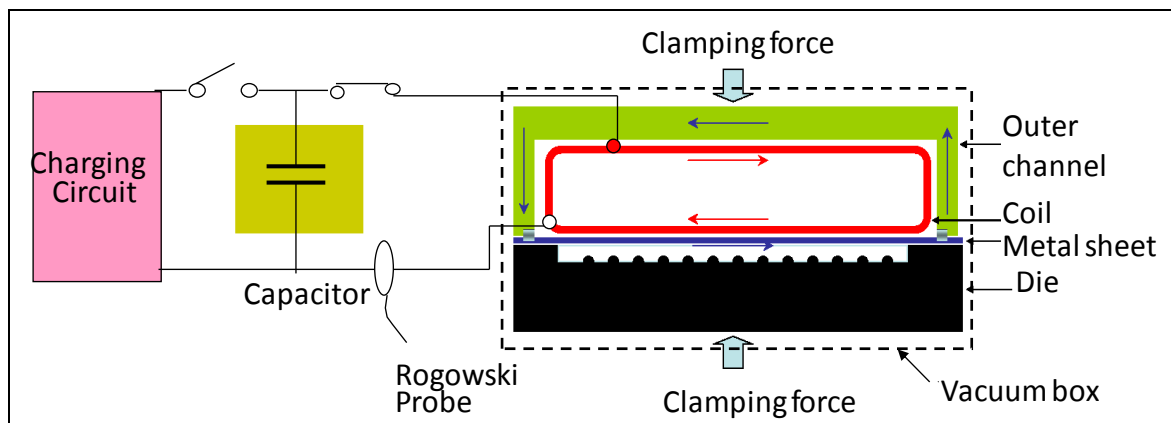 Clamping force
Charging
Circuit
Outer
channel
Coil
Metal sheet
Die
Capacitor
Rogowski
Probe
Clamping force
Vacuum box